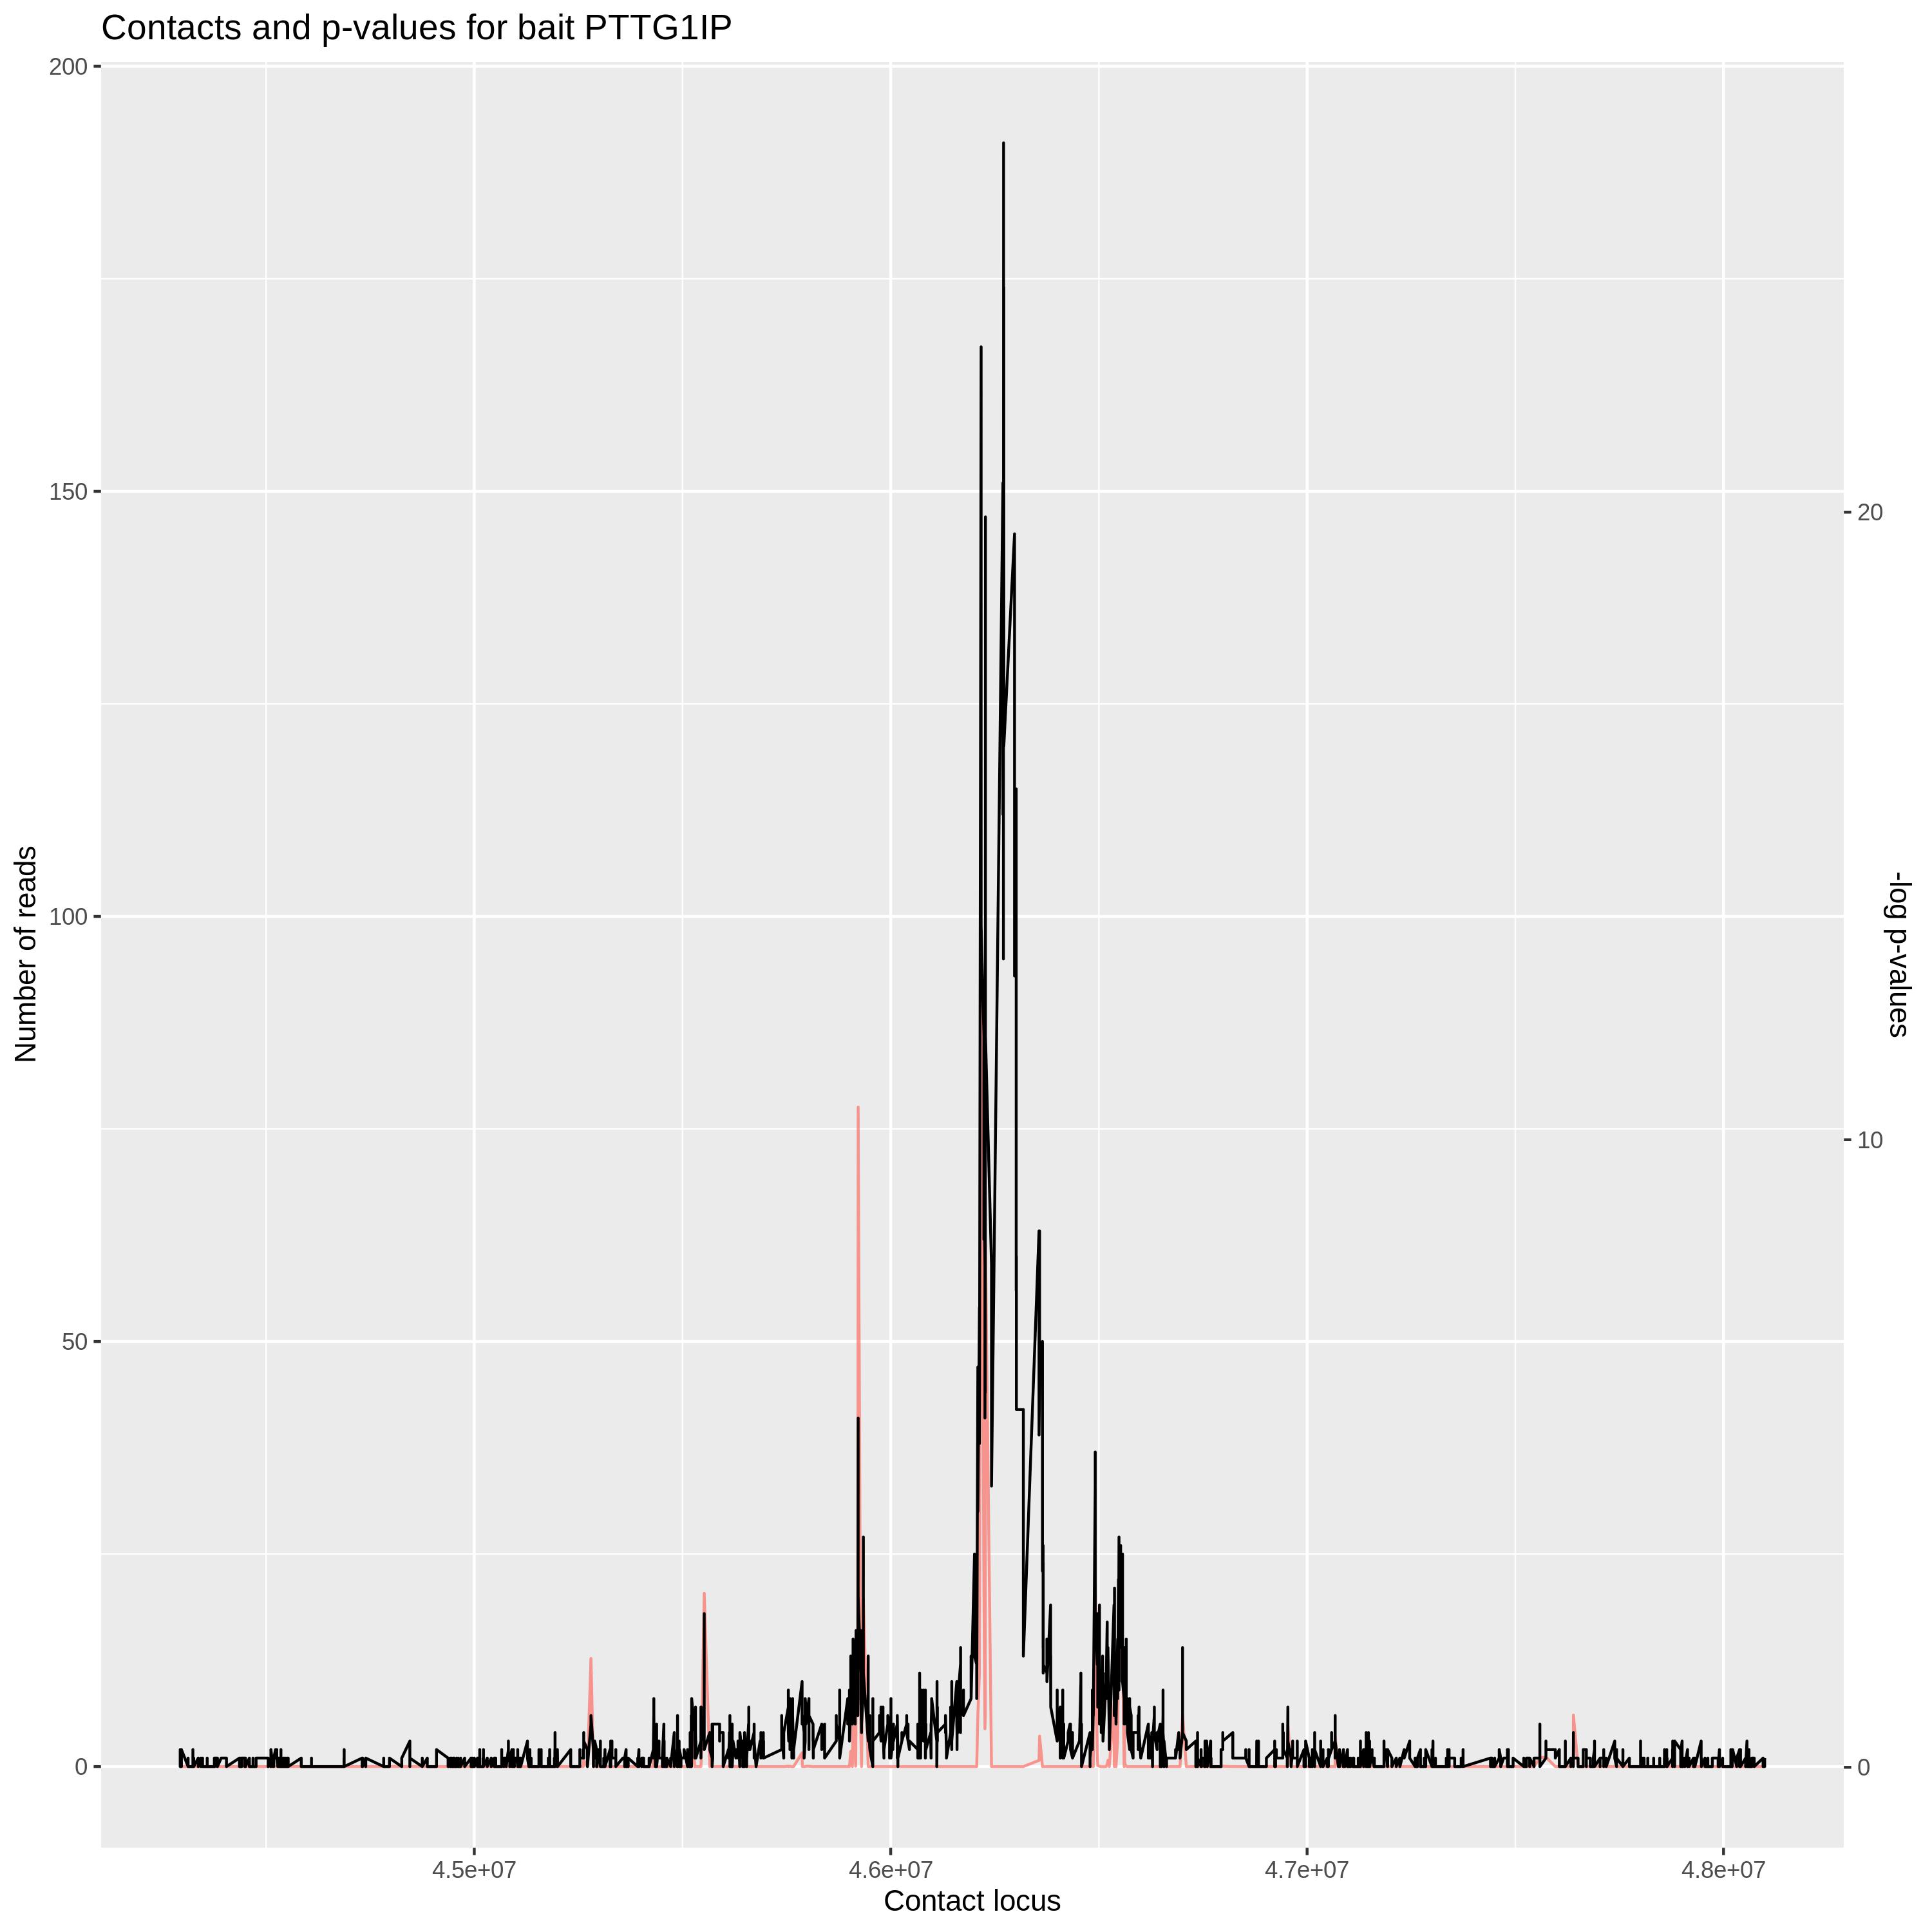 Contacts and p-values for bait PTTG1IP
200
150
100
50
0
Number of reads
20
10
0
-log p-values
4.5e+07
4.6e+07
4.7e+07
4.8e+07
Contact locus